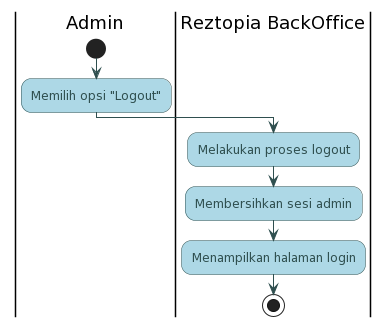 Admin
Reztopia BackOffice
Memilih opsi "Logout"
Melakukan proses logout
Membersihkan sesi admin
Menampilkan halaman login